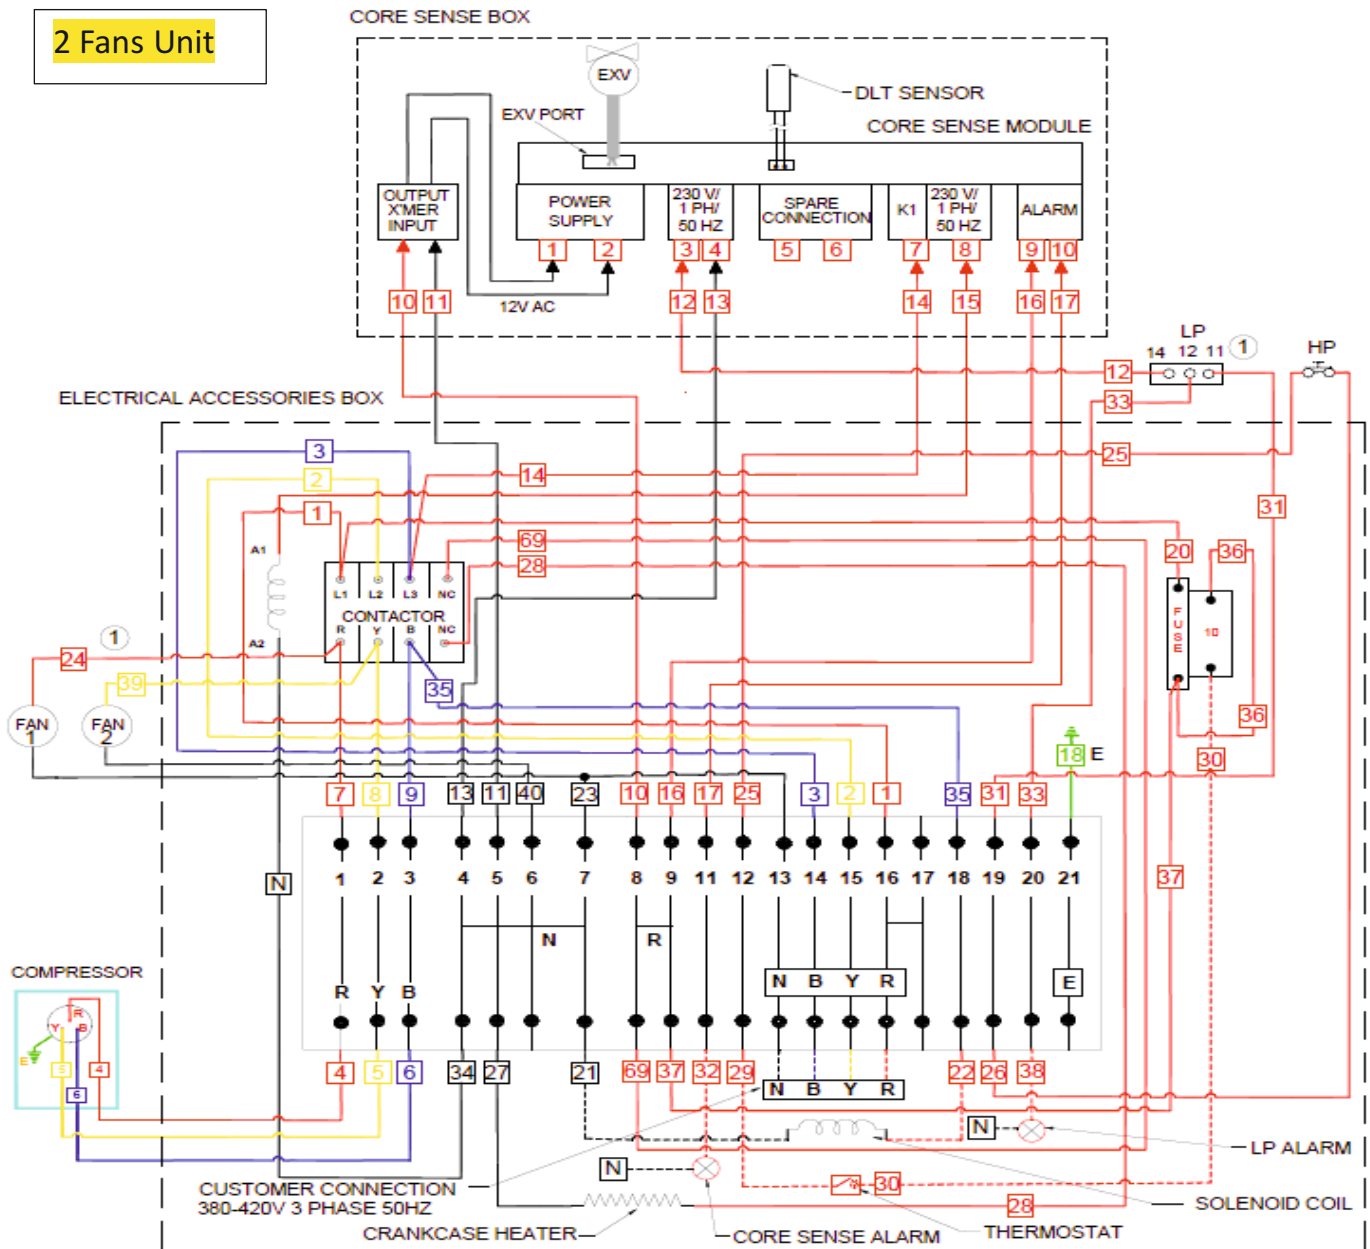 2 Fans Unit
CORE SENSE BOX
EXV
DLT SENSOR
EXV PORT
CORE SENSE MODULE
OUTPUT
X'MER
INPUT
POWER
SUPPLY
230 V/
1 PH/
50 HZ
SPARE
CONNECTION
K1
230 V/
1 PH/
50 HZ
ALARM
1 2 3 4 5 6 7 8 9 10
10 11 12V AC 12 13 14 15 16 17
LP
14 12 11 1
HP
12
33
ELECTRICAL ACCESSORIES BOX
3
25
2
14
1
31
69
28
20 36
A1
L1 L2 L3 NC
CONTACTOR
R Y B NC
A2
FUSE
10
1
24
39
35
36
FAN
1
FAN
2
18 E
30
7 8 9 13 11 40 23 10 16 17 25 3 2 1 35 31 33
1 2 3 4 5 6 7 8 9 11 12 13 14 15 16 17 18 19 20 21
37
N
N
R
N B Y R
E
R Y B
COMPRESSOR
R
Y B
E
5
4
6
4 5 6 34 27 21 69 37 32 29 22 26 38
N B Y R
N
LP ALARM
N
30
CUSTOMER CONNECTION
380-420V 3 PHASE 50HZ
28
SOLENOID COIL
CRANKCASE HEATER
CORE SENSE ALARM
THERMOSTAT